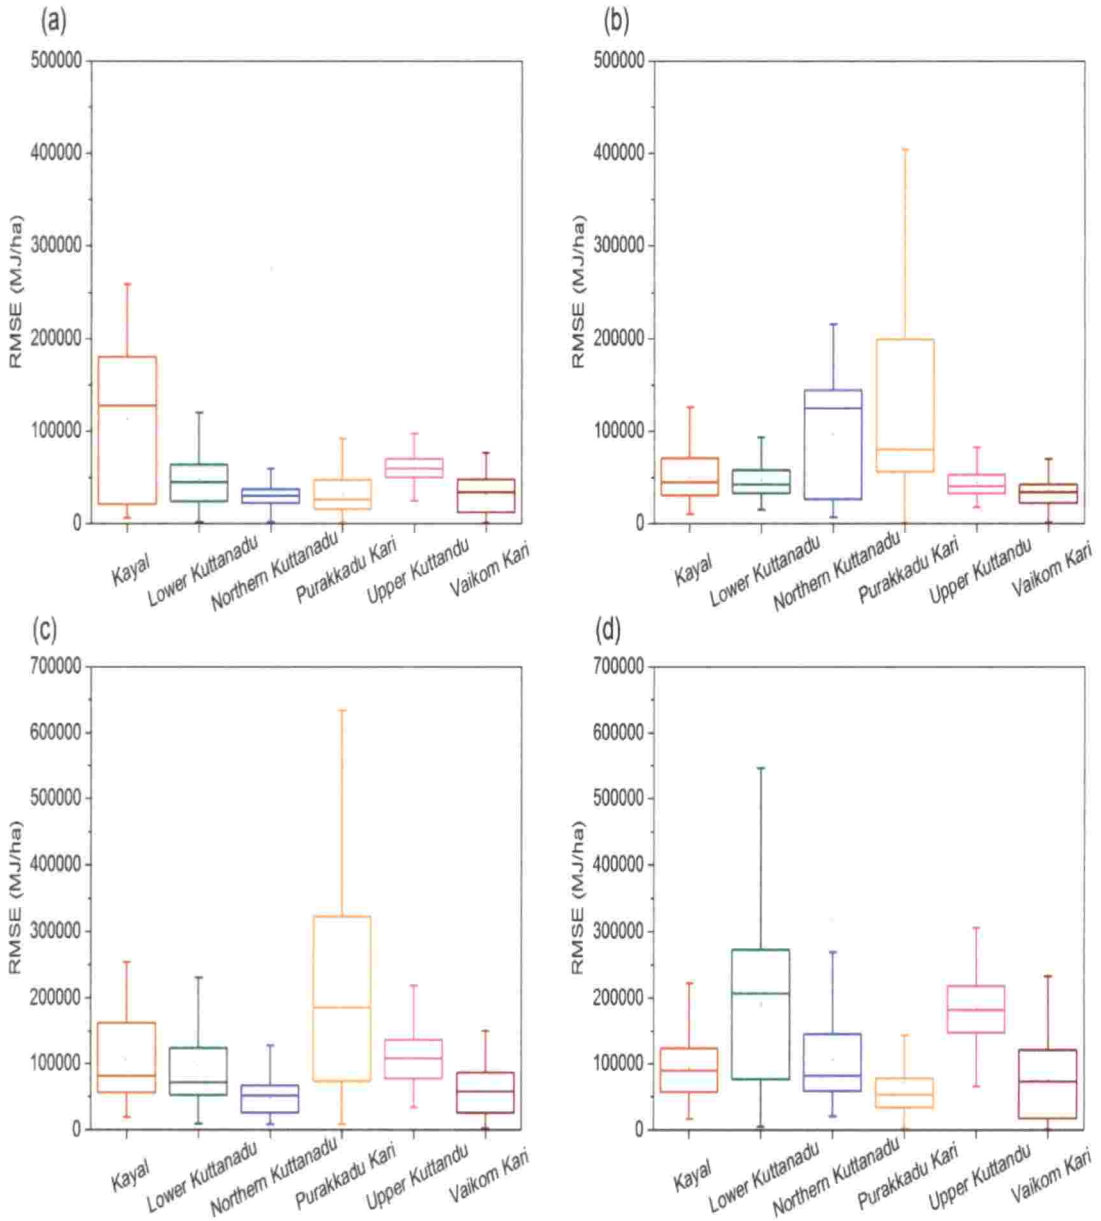 (a)
500000
400000
300000
200000
100000
0
RMSE (MJ/ha)
Kayal
Lower Kuttanadu
Northern Kuttanadu
Purakkadu Kari
Upper Kuttandu
Vaikom Kari
(b)
500000
400000
300000
200000
100000
0
RMSE (MJ/ha)
Kayal
Lower Kuttanadu
Northern Kuttanadu
Purakkadu Kari
Upper Kuttandu
Vaikom Kari
(c)
700000
600000
500000
400000
300000
200000
100000
0
RMSE (MJ/ha)
Kayal
Lower Kuttanadu
Northern Kuttanadu
Purakkadu Kari
Upper Kuttandu
Vaikom Kari
(d)
700000
600000
500000
400000
300000
200000
100000
0
RMSE (MJ/ha)
Kayal
Lower Kuttanadu
Northern Kuttanadu
Purakkadu Kari
Upper Kuttandu
Vaikom Kari